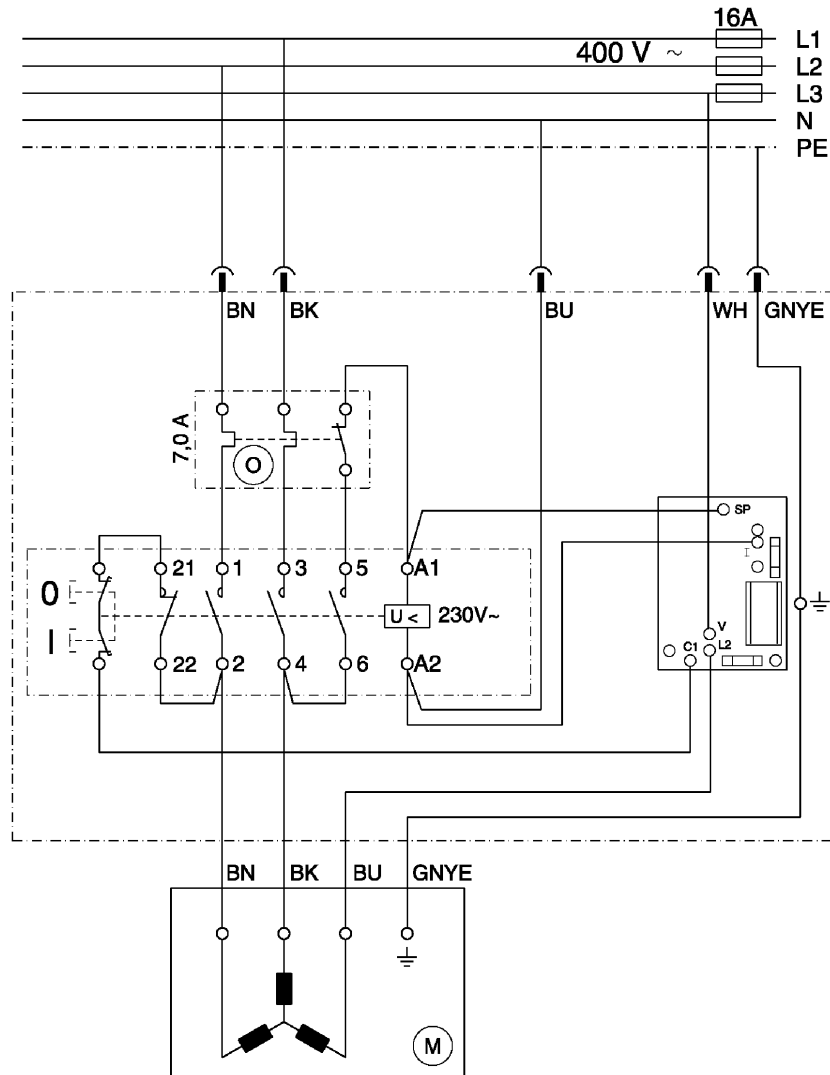 16A
400 V ~
L1
L2
L3
N
PE
BN BK BU WH GNYE
7,0 A
O
SP
I
0
I
21 1 3 5 A1
U < 230V~
22 2 4 6 A2
V
C1 L2
BN BK BU GNYE
M